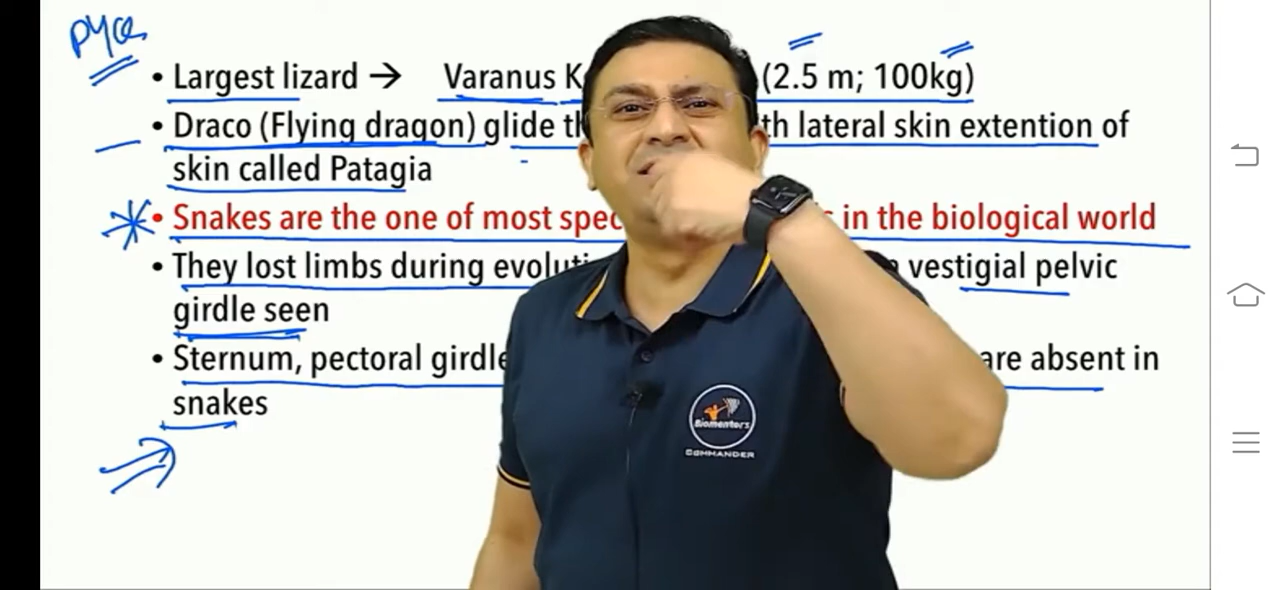 PYQs
• Largest lizard → Varanus K (2.5 m; 100kg)
• Draco (Flying dragon) glide th th lateral skin extention of
skin called Patagia
• Snakes are the one of most spec in the biological world
• They lost limbs during evoluti vestigial pelvic
girdle seen
• Sternum, pectoral girdle are absent in
snakes
Biomentors
COMMANDER